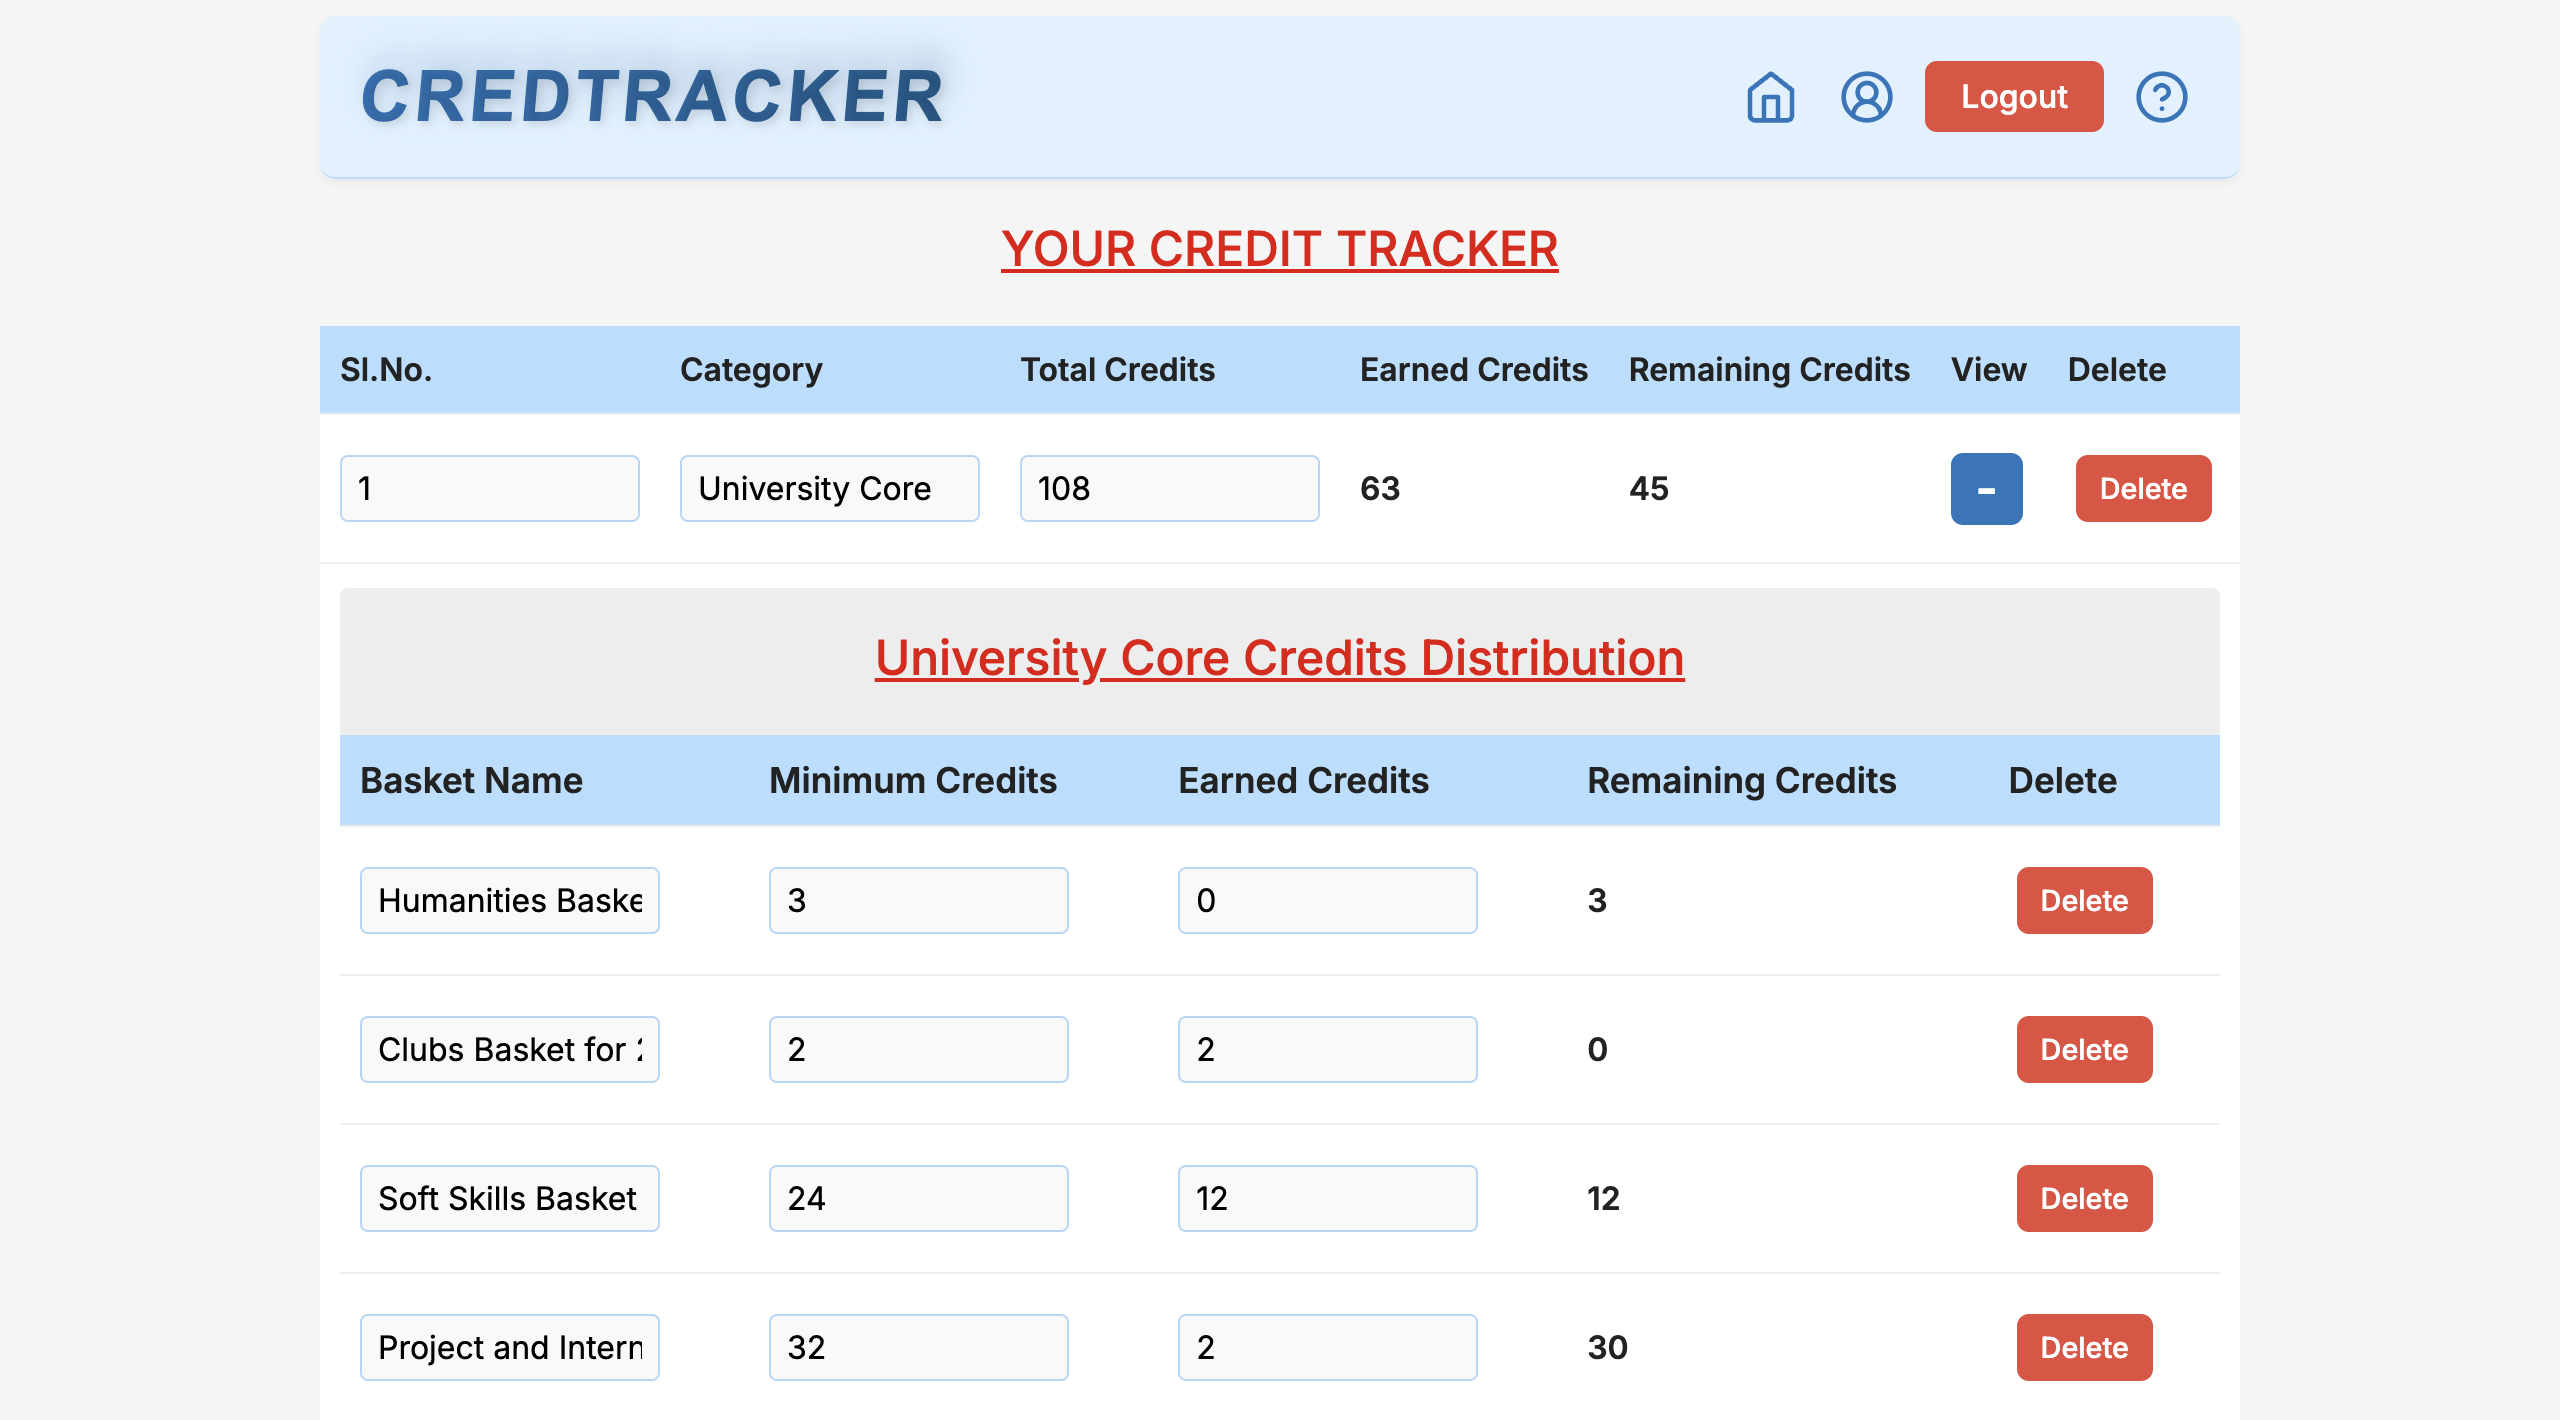 CREDTRACKER
Logout
YOUR CREDIT TRACKER
Sl.No. Category Total Credits Earned Credits Remaining Credits View Delete
1 University Core 108 63 45 - Delete
University Core Credits Distribution
Basket Name Minimum Credits Earned Credits Remaining Credits Delete
Humanities Baske 3 0 3 Delete
Clubs Basket for 2 2 0 Delete
Soft Skills Basket 24 12 12 Delete
Project and Intern 32 2 30 Delete